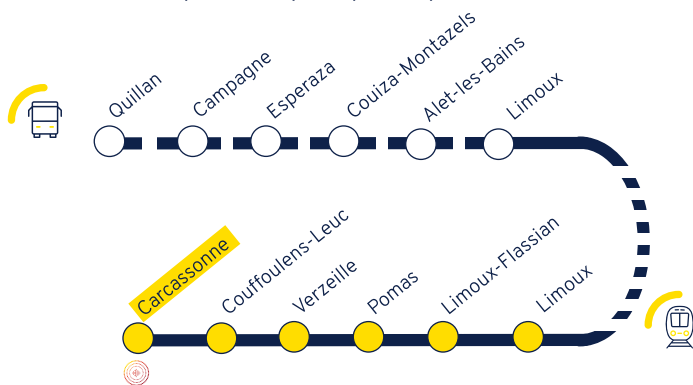 Quillan
Campagne
Esperaza
Couiza-Montazels
Alet-les-Bains
Limoux
Carcassonne
Couffoulens-Leuc
Verzeille
Pomas
Limoux-Flassian
Limoux